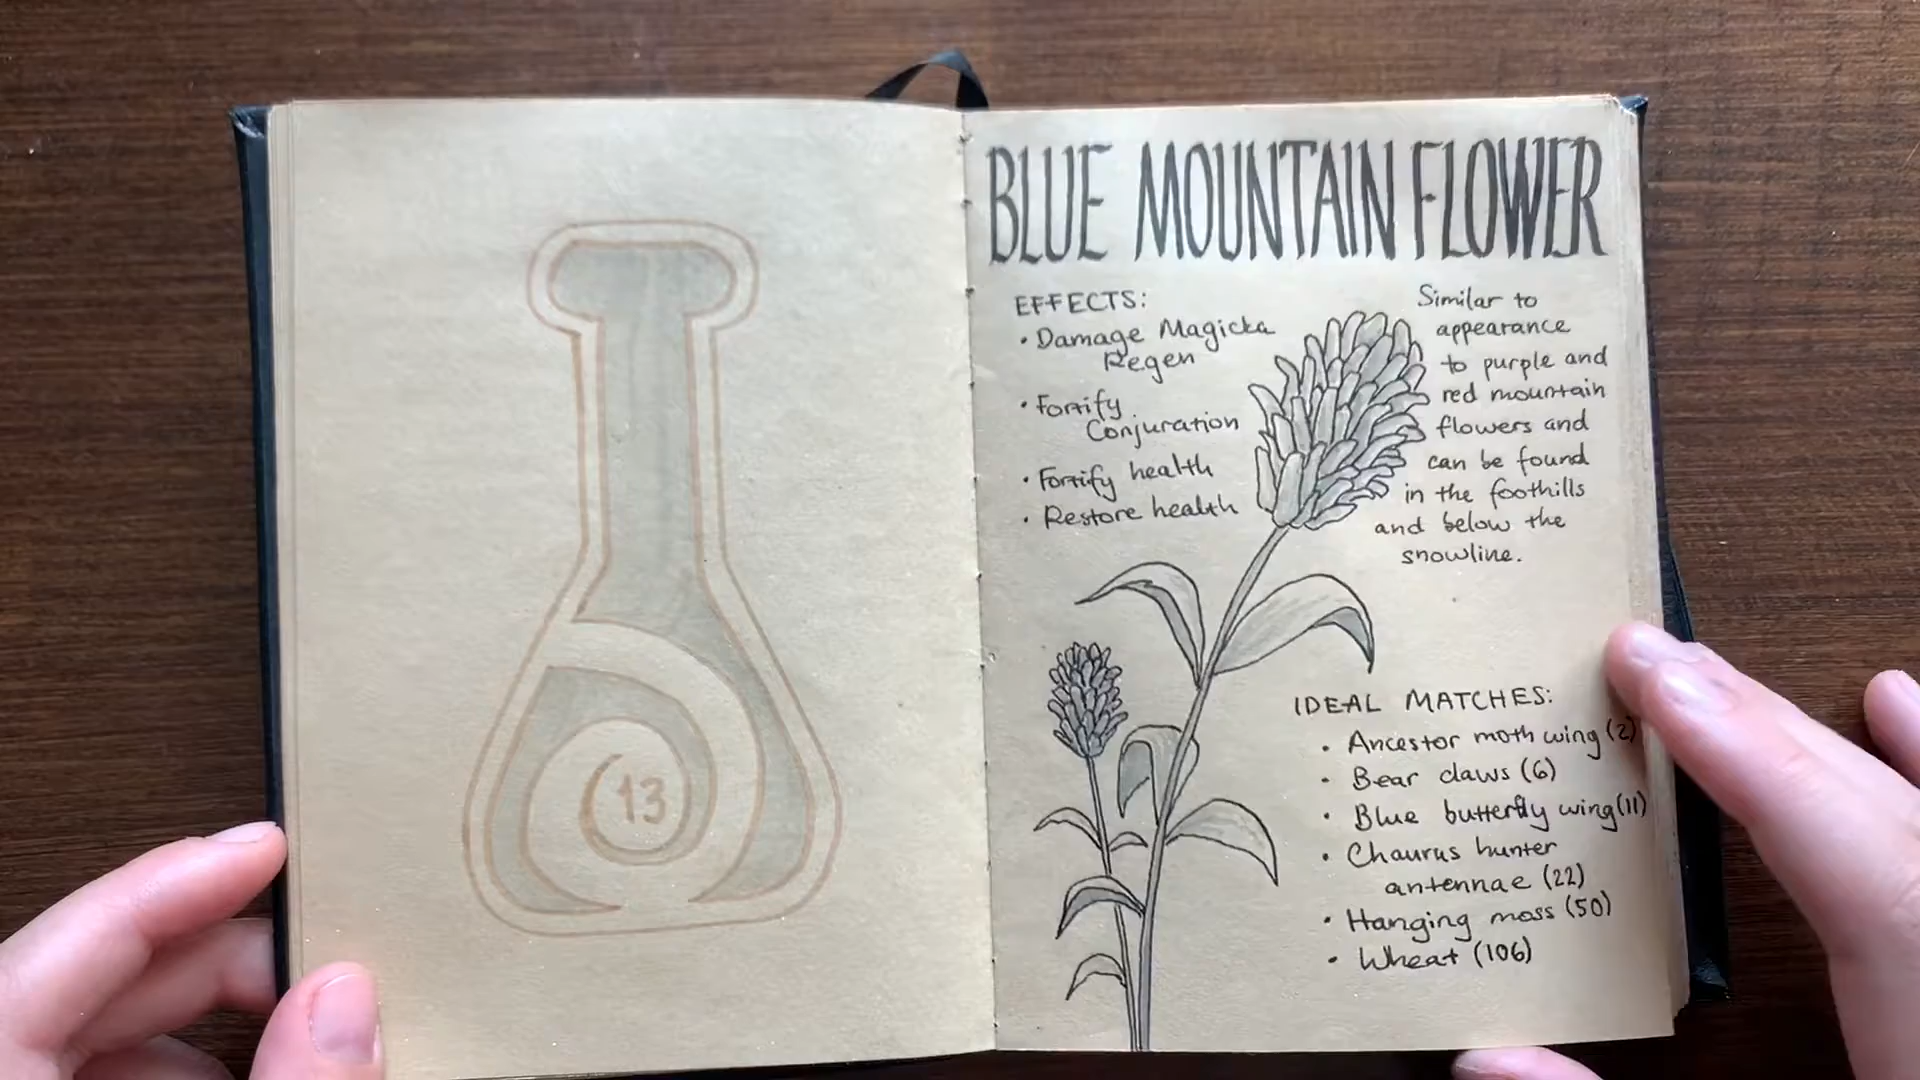 13
BLUE MOUNTAIN FLOWER
EFFECTS:
• Damage Magicka
Regen
• Fortify
Conjuration
• Fortify health
• Restore health
Similar to
appearance
to purple and
red mountain
flowers and
can be found
in the foothills
and below the
snowline.
IDEAL MATCHES:
• Ancestor moth wing (2)
• Bear claws (6)
• Blue butterfly wing (11)
• Chaurus hunter
antennae (22)
• Hanging moss (50)
• Wheat (106)